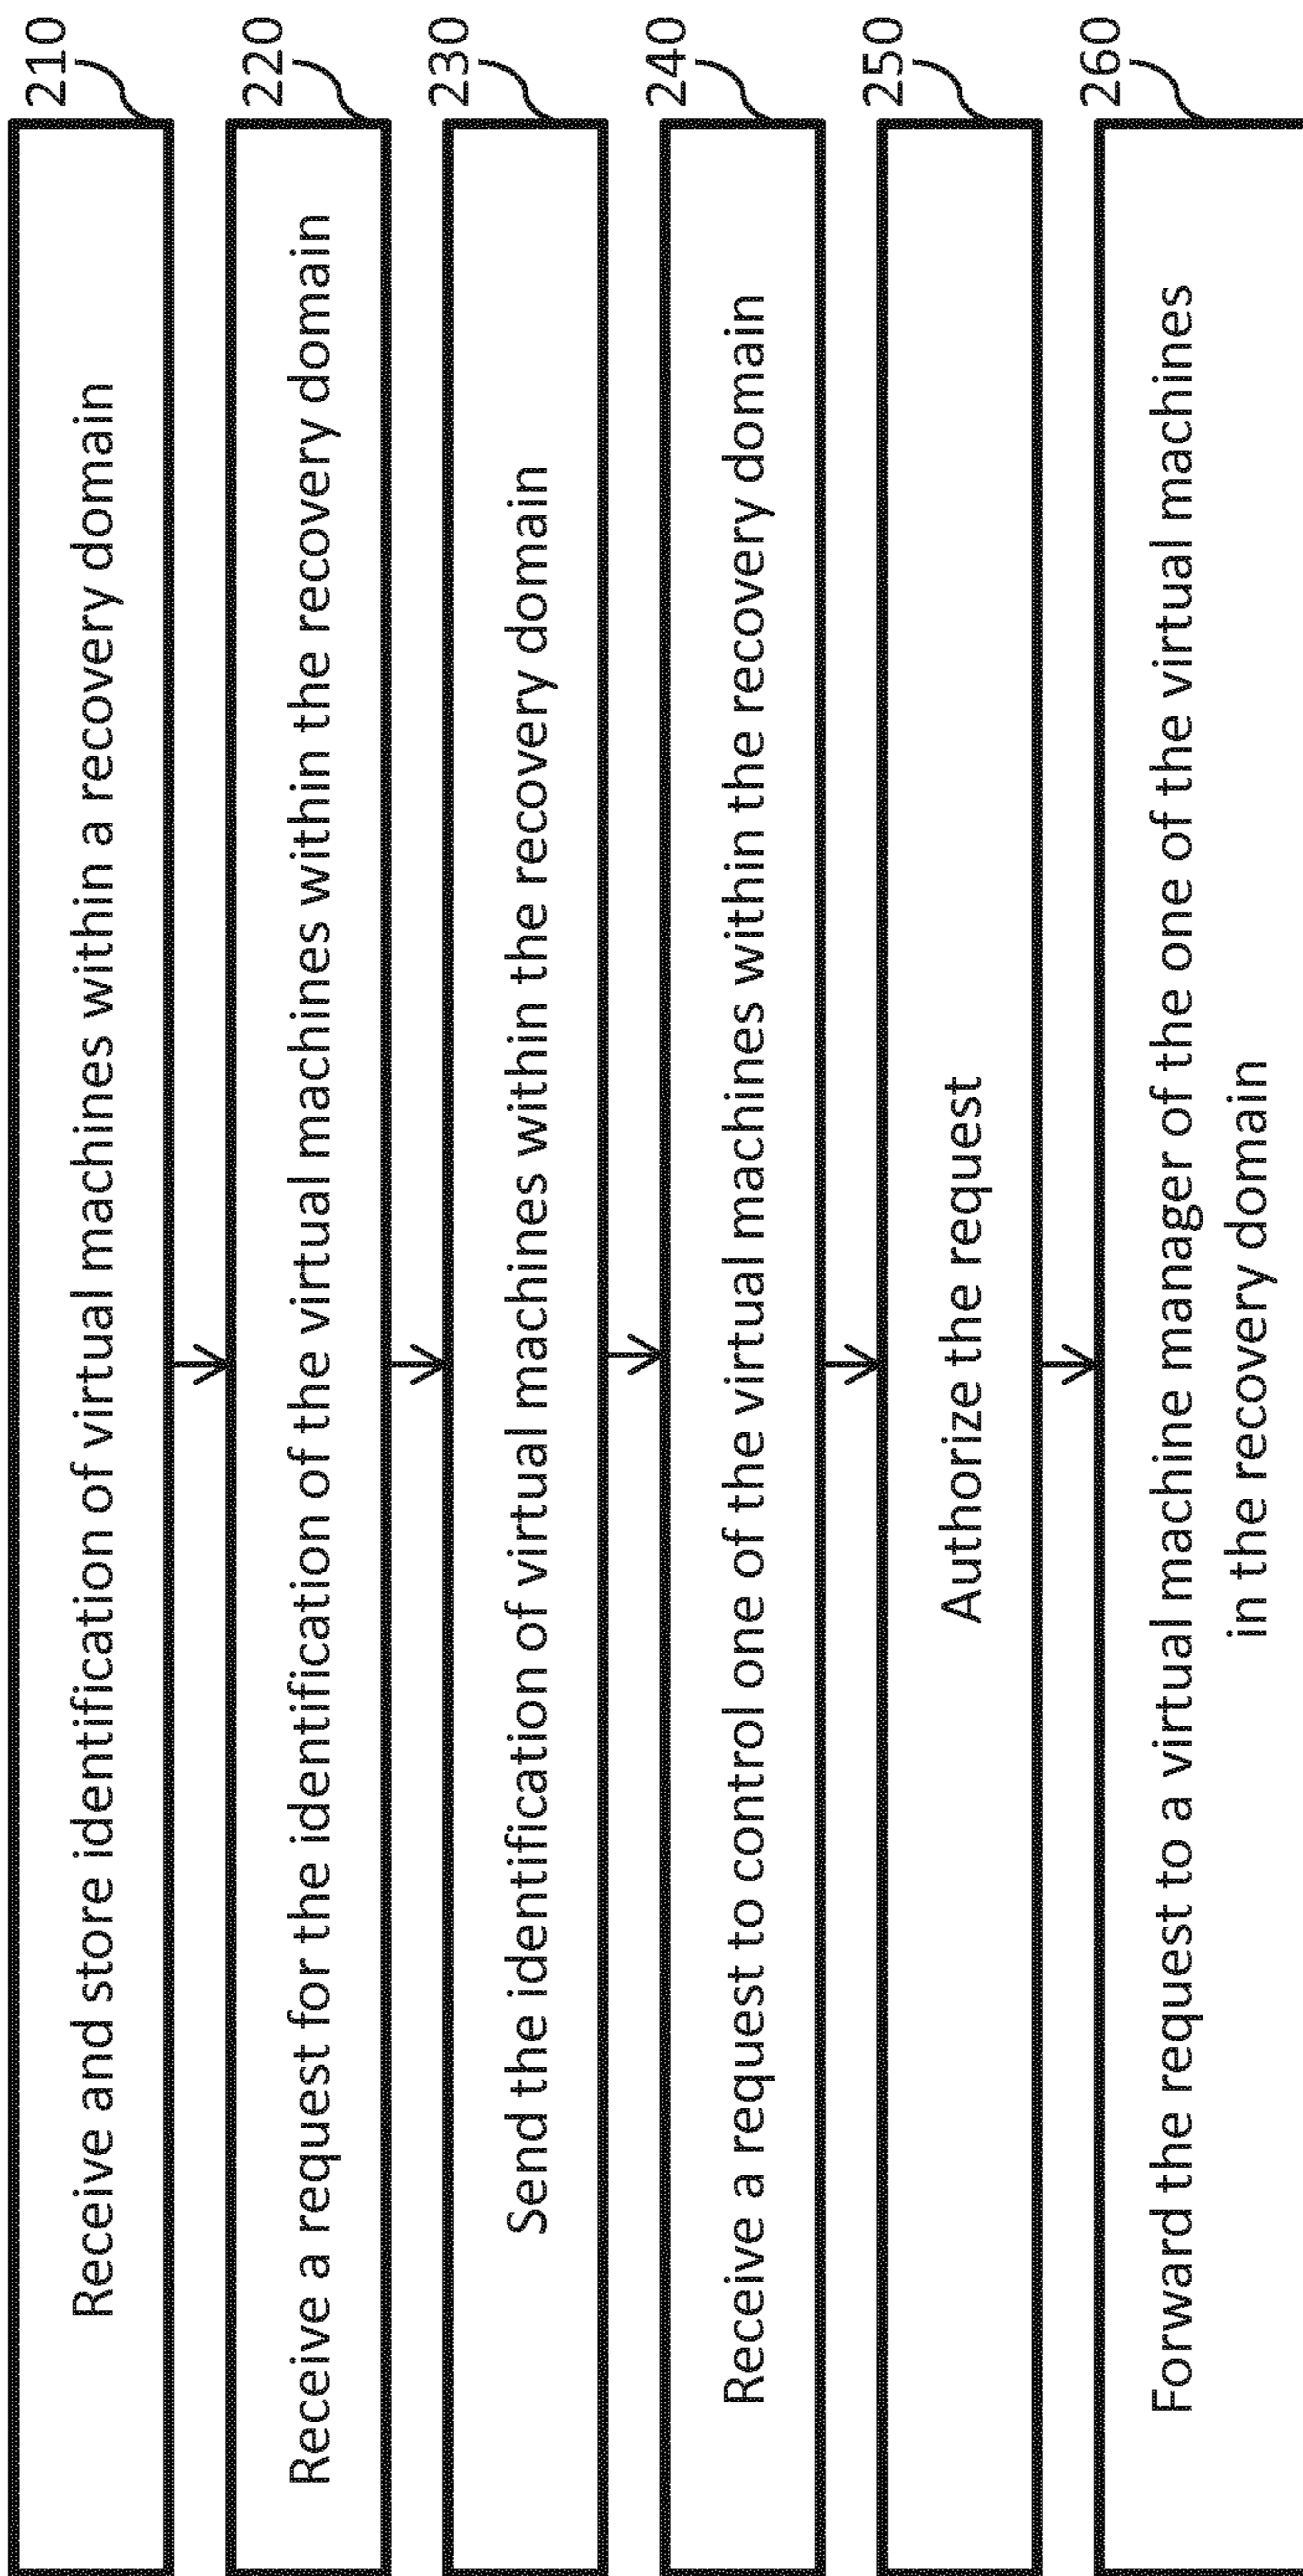 210
Receive and store identification of virtual machines within a recovery domain
220
Receive a request for the identification of the virtual machines within the recovery domain
230
Send the identification of virtual machines within the recovery domain
240
Receive a request to control one of the virtual machines within the recovery domain
250
Authorize the request
260
Forward the request to a virtual machine manager of the one of the virtual machines
in the recovery domain